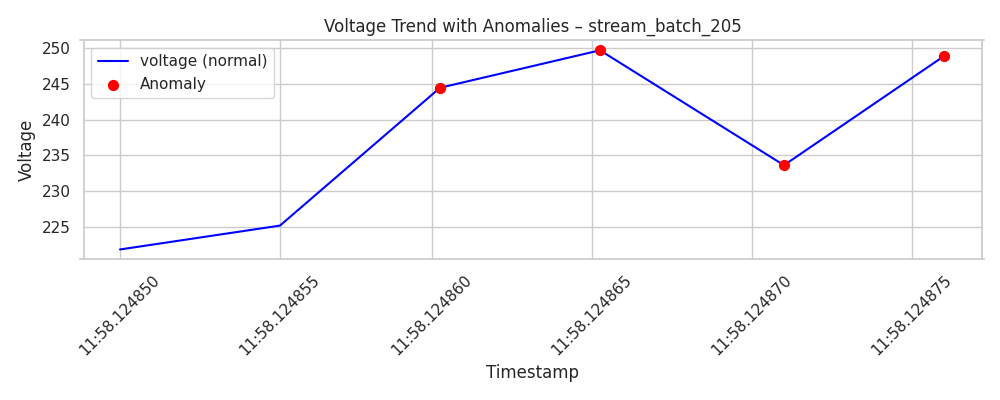 Voltage Trend with Anomalies – stream_batch_205
voltage (normal)
Anomaly
Voltage
250
245
240
235
230
225
11:58.124850
11:58.124855
11:58.124860
11:58.124865
11:58.124870
11:58.124875
Timestamp